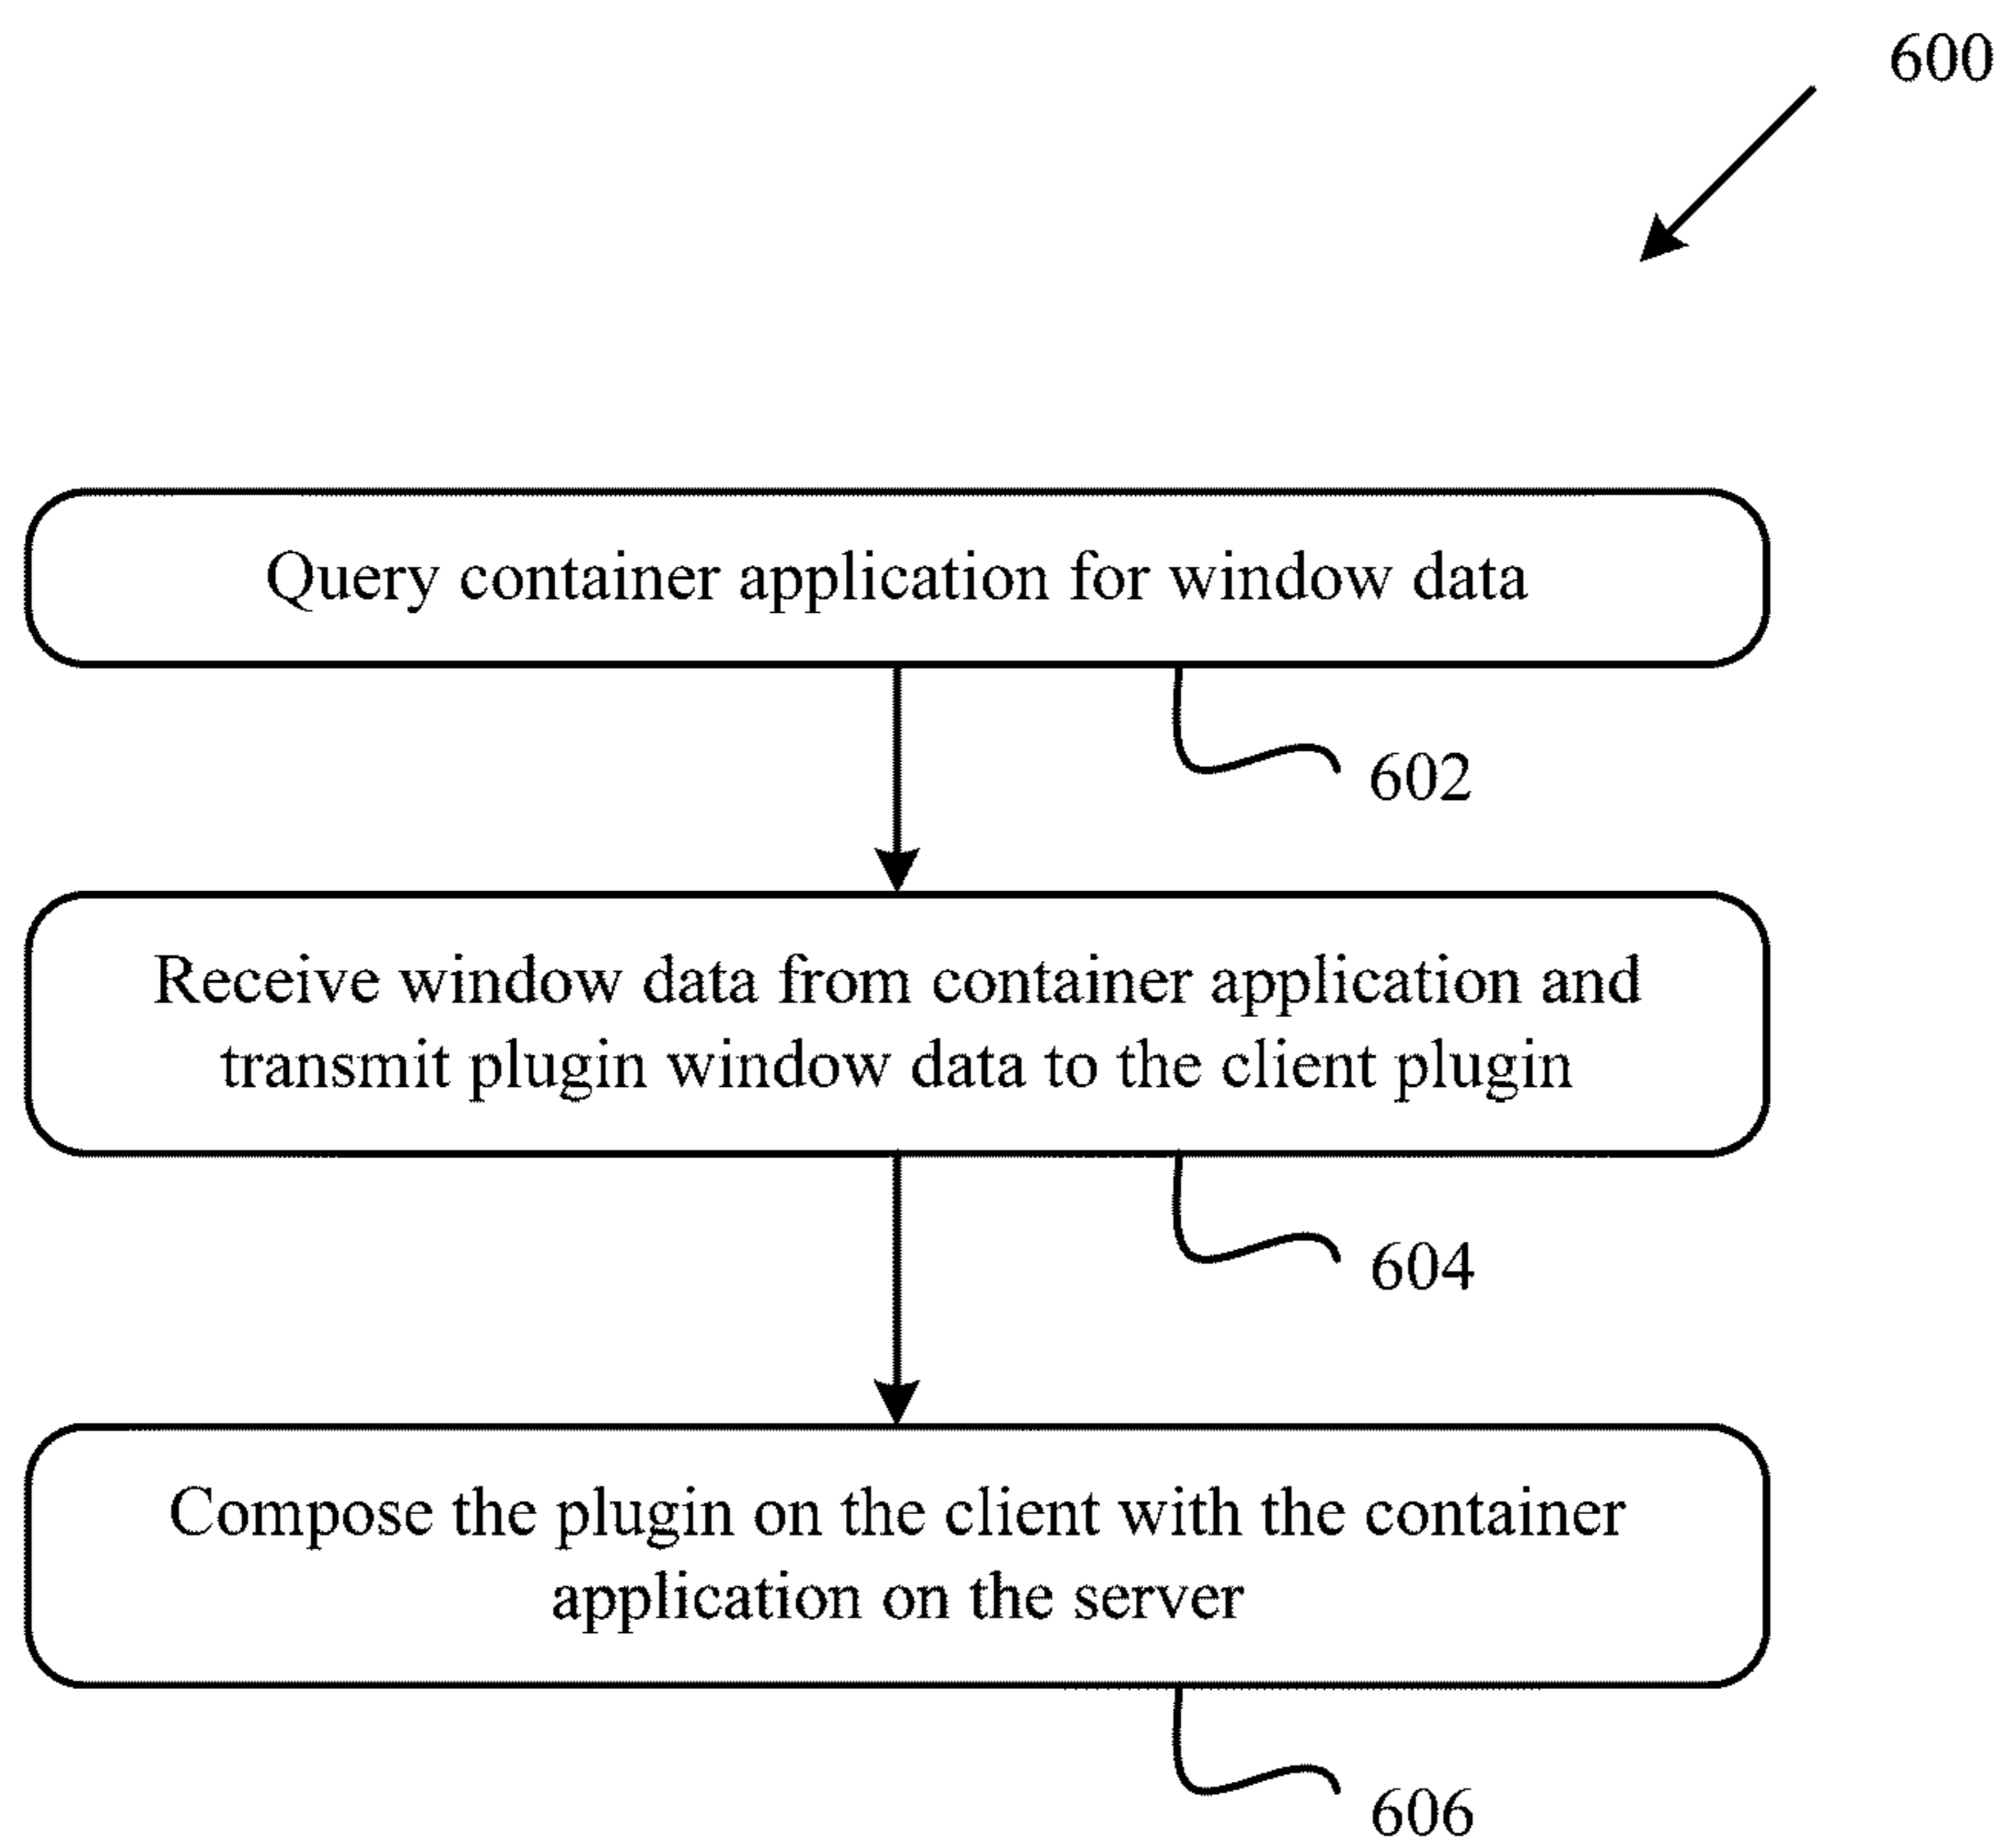 600
Query container application for window data
602
Receive window data from container application and
transmit plugin window data to the client plugin
604
Compose the plugin on the client with the container
application on the server
606